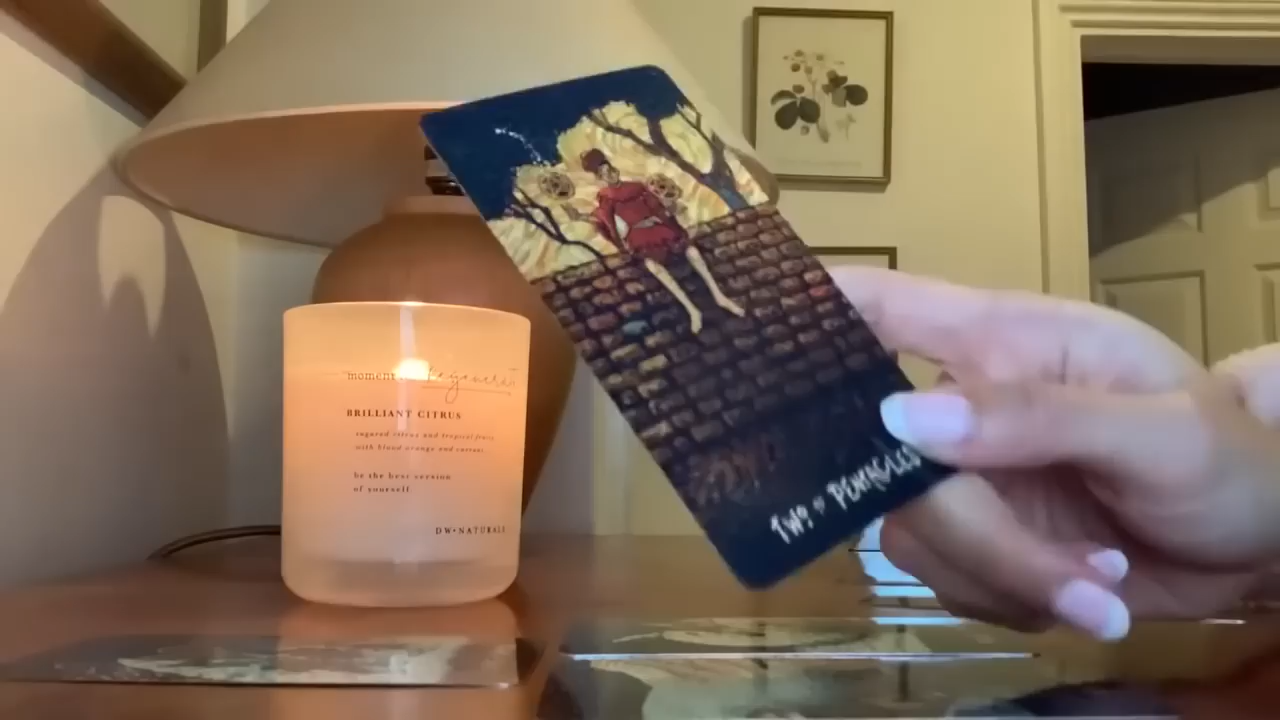 "moment
BRILLIANT CITRUS
sugared citrus and tropical fruits
with blood orange and currant
be the best version
of yourself.
DW•NATURALS
TWO OF PENTACLES